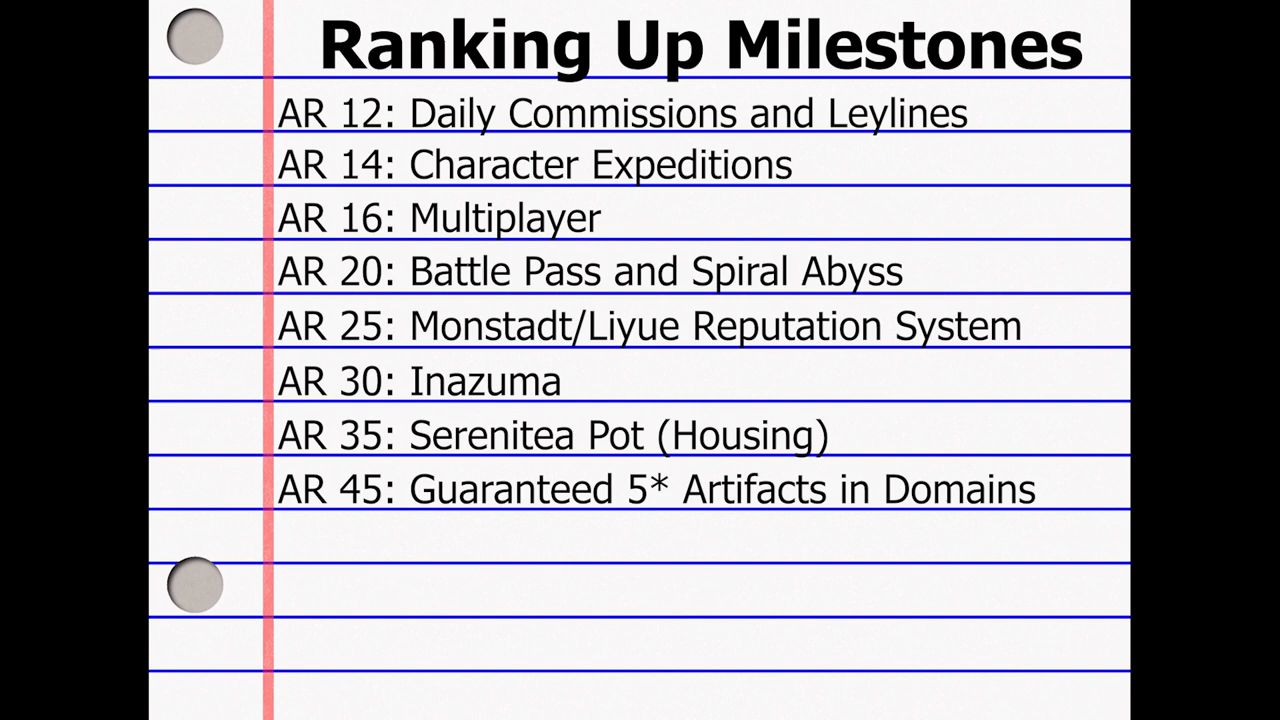 Ranking Up Milestones
AR 12: Daily Commissions and Leylines
AR 14: Character Expeditions
AR 16: Multiplayer
AR 20: Battle Pass and Spiral Abyss
AR 25: Monstadt/Liyue Reputation System
AR 30: Inazuma
AR 35: Serenitea Pot (Housing)
AR 45: Guaranteed 5* Artifacts in Domains